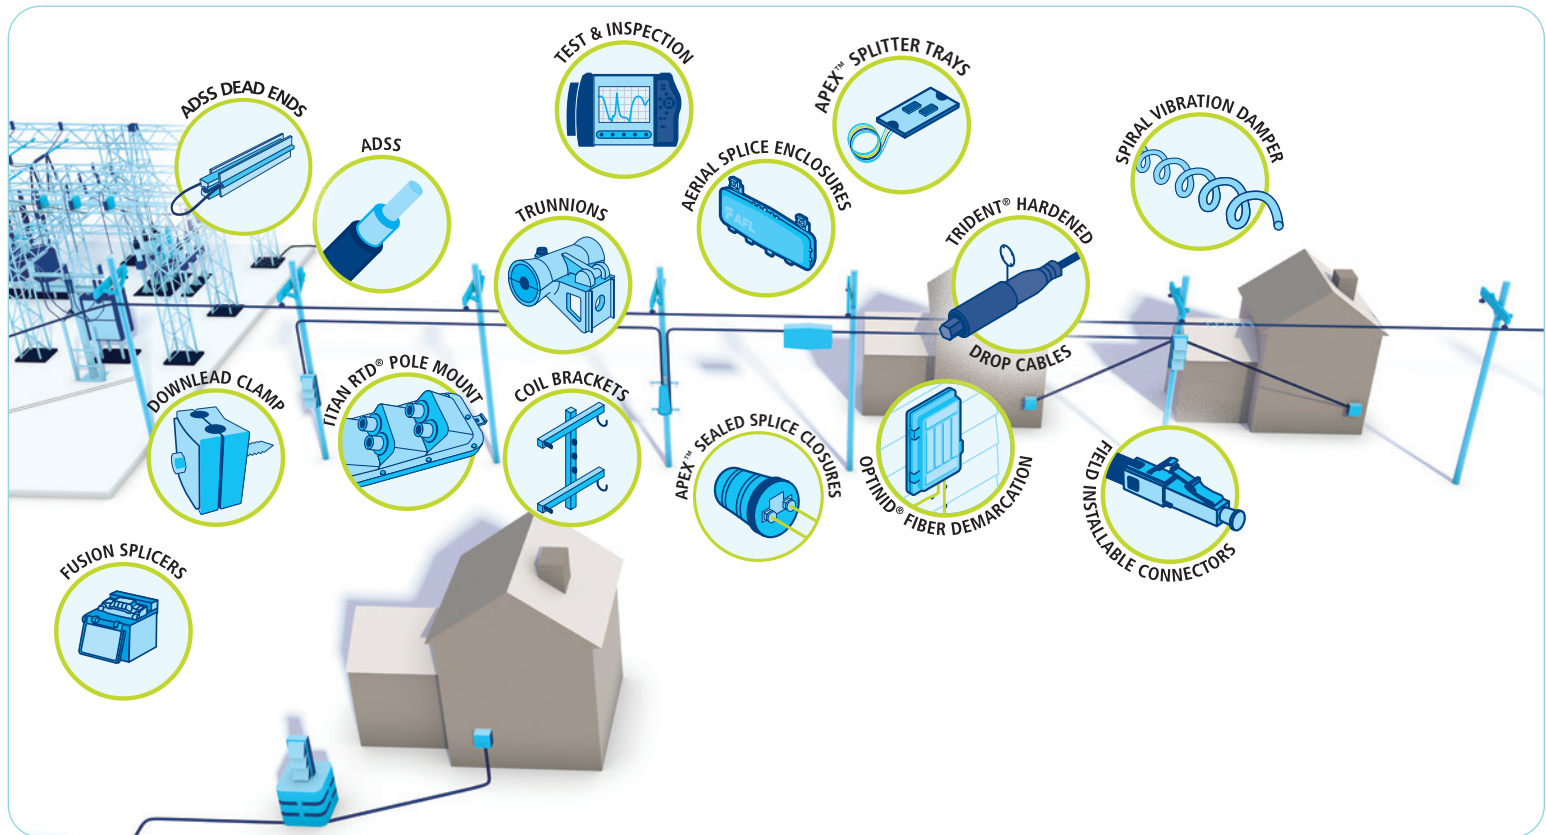 TEST & INSPECTION
APEX™ SPLITTER TRAYS
ADSS DEAD ENDS
SPIRAL VIBRATION DAMPER
ADSS
AERIAL SPLICE ENCLOSURES
AFL
TRUNNIONS
TRIDENT® HARDENED
DROP CABLES
DOWNLEAD CLAMP
TITAN RTD® POLE MOUNT
COIL BRACKETS
APEX™ SEALED SPLICE CLOSURES
OPTINID® FIBER DEMARCATION
FIELD INSTALLABLE CONNECTORS
FUSION SPLICERS